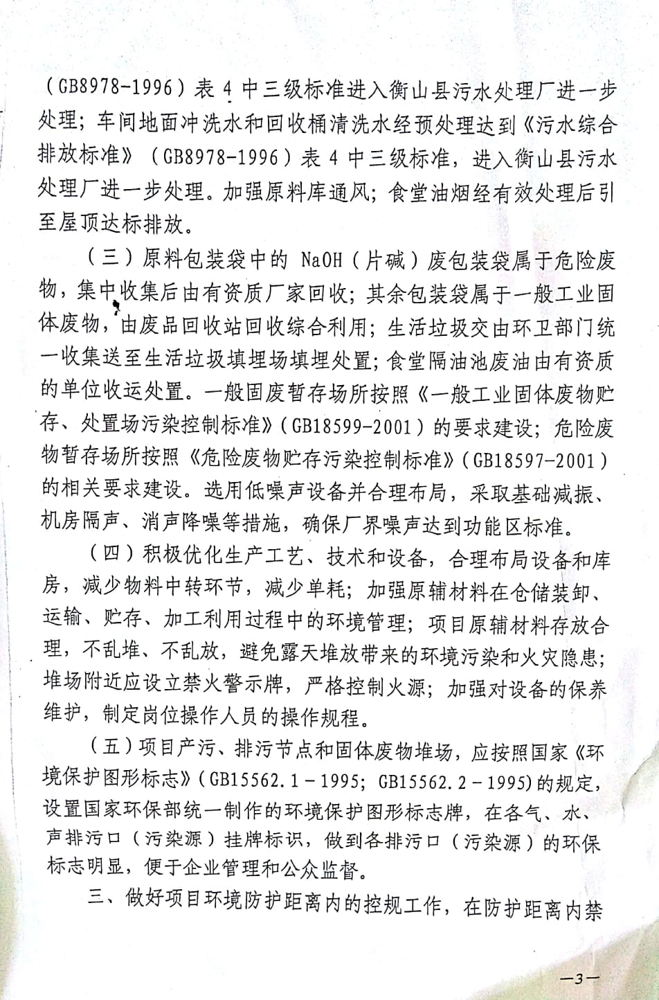 （GB8978-1996）表 4 中三级标准进入衡山县污水处理厂进一步
处理；车间地面冲洗水和回收桶清洗水经预处理达到《污水综合
排放标准》（GB8978-1996）表 4 中三级标准，进入衡山县污水
处理厂进一步处理。加强原料库通风；食堂油烟经有效处理后引
至屋顶达标排放。
（三）原料包装袋中的 NaOH（片碱）废包装袋属于危险废
物，集中收集后由有资质厂家回收；其余包装袋属于一般工业固
体废物，由废品回收站回收综合利用；生活垃圾交由环卫部门统
一收集送至生活垃圾填埋场填埋处置；食堂隔油池废油由有资质
的单位收运处置。一般固废暂存场所按照《一般工业固体废物贮
存、处置场污染控制标准》（GB18599-2001）的要求建设；危险废
物暂存场所按照《危险废物贮存污染控制标准》（GB18597-2001）
的相关要求建设。选用低噪声设备并合理布局，采取基础减振、
机房隔声、消声降噪等措施，确保厂界噪声达到功能区标准。
（四）积极优化生产工艺、技术和设备，合理布局设备和库
房，减少物料中转环节，减少单耗；加强原辅材料在仓储装卸、
运输、贮存、加工利用过程中的环境管理；项目原辅材料存放合
理，不乱堆、不乱放，避免露天堆放带来的环境污染和火灾隐患；
堆场附近应设立禁火警示牌，严格控制火源；加强对设备的保养
维护，制定岗位操作人员的操作规程。
（五）项目产污、排污节点和固体废物堆场，应按照国家《环
境保护图形标志》（GB15562.1－1995；GB15562.2－1995）的规定，
设置国家环保部统一制作的环境保护图形标志牌，在各气、水、
声排污口（污染源）挂牌标识，做到各排污口（污染源）的环保
标志明显，便于企业管理和公众监督。
三、做好项目环境防护距离内的控规工作，在防护距离内禁
—3—